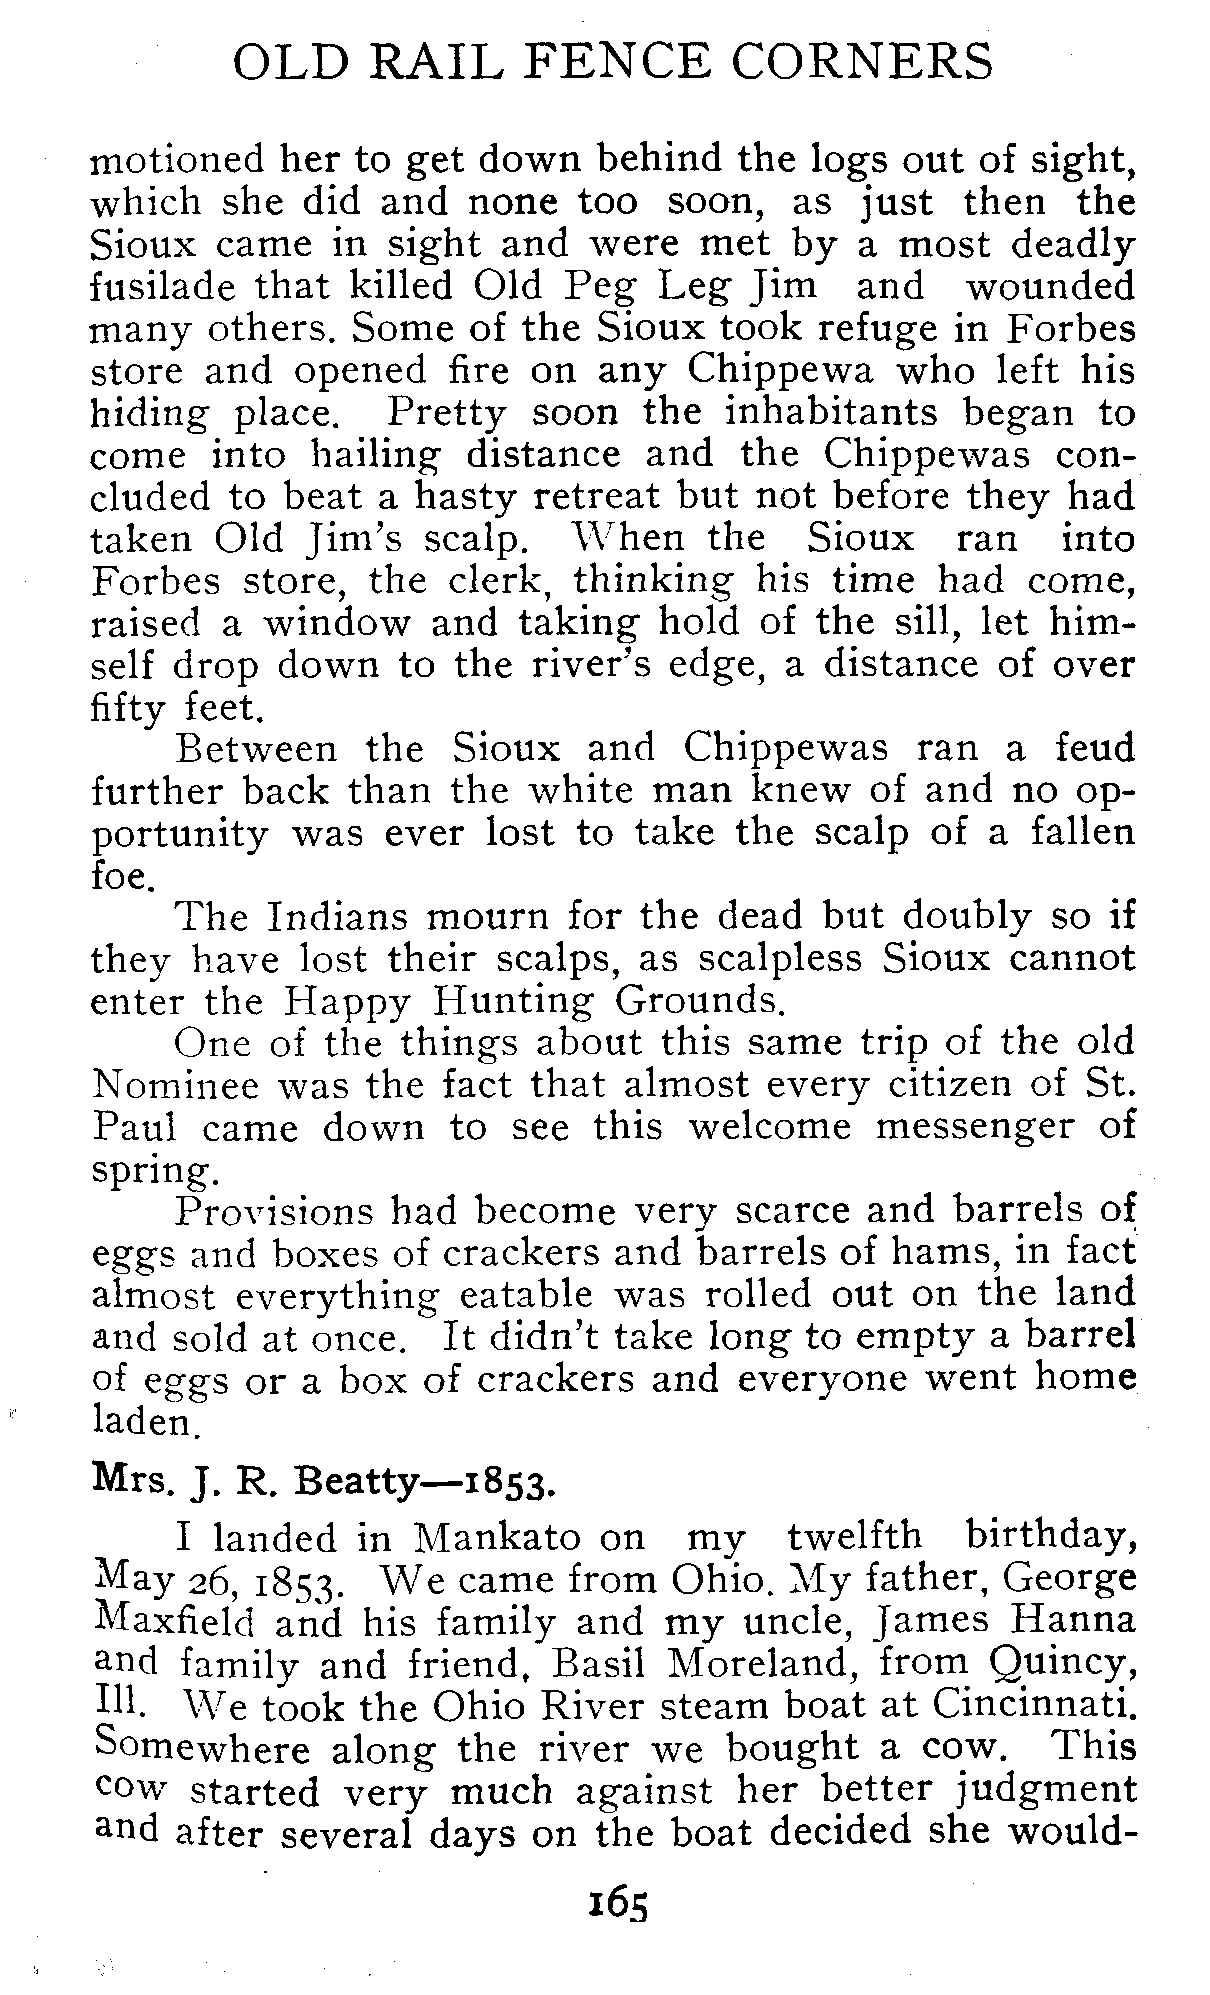 OLD RAIL FENCE CORNERS
motioned her to get down behind the logs out of sight,
which she did and none too soon, as just then the
Sioux came in sight and were met by a most deadly
fusilade that killed Old Peg Leg Jim and wounded
many others. Some of the Sioux took refuge in Forbes
store and opened fire on any Chippewa who left his
hiding place. Pretty soon the inhabitants began to
come into hailing distance and the Chippewas con-
cluded to beat a hasty retreat but not before they had
taken Old Jim's scalp. When the Sioux ran into
Forbes store, the clerk, thinking his time had come,
raised a window and taking hold of the sill, let him-
self drop down to the river's edge, a distance of over
fifty feet.
Between the Sioux and Chippewas ran a feud
further back than the white man knew of and no op-
portunity was ever lost to take the scalp of a fallen
foe.
The Indians mourn for the dead but doubly so if
they have lost their scalps, as scalpless Sioux cannot
enter the Happy Hunting Grounds.
One of the things about this same trip of the old
Nominee was the fact that almost every citizen of St.
Paul came down to see this welcome messenger of
spring.
Provisions had become very scarce and barrels of
eggs and boxes of crackers and barrels of hams, in fact
almost everything eatable was rolled out on the land
and sold at once. It didn't take long to empty a barrel
of eggs or a box of crackers and everyone went home
laden.
Mrs. J. R. Beatty—1853.
I landed in Mankato on my twelfth birthday,
May 26, 1853. We came from Ohio. My father, George
Maxfield and his family and my uncle, James Hanna
and family and friend, Basil Moreland, from Quincy,
Ill. We took the Ohio River steam boat at Cincinnati.
Somewhere along the river we bought a cow. This
cow started very much against her better judgment
and after several days on the boat decided she would-
165